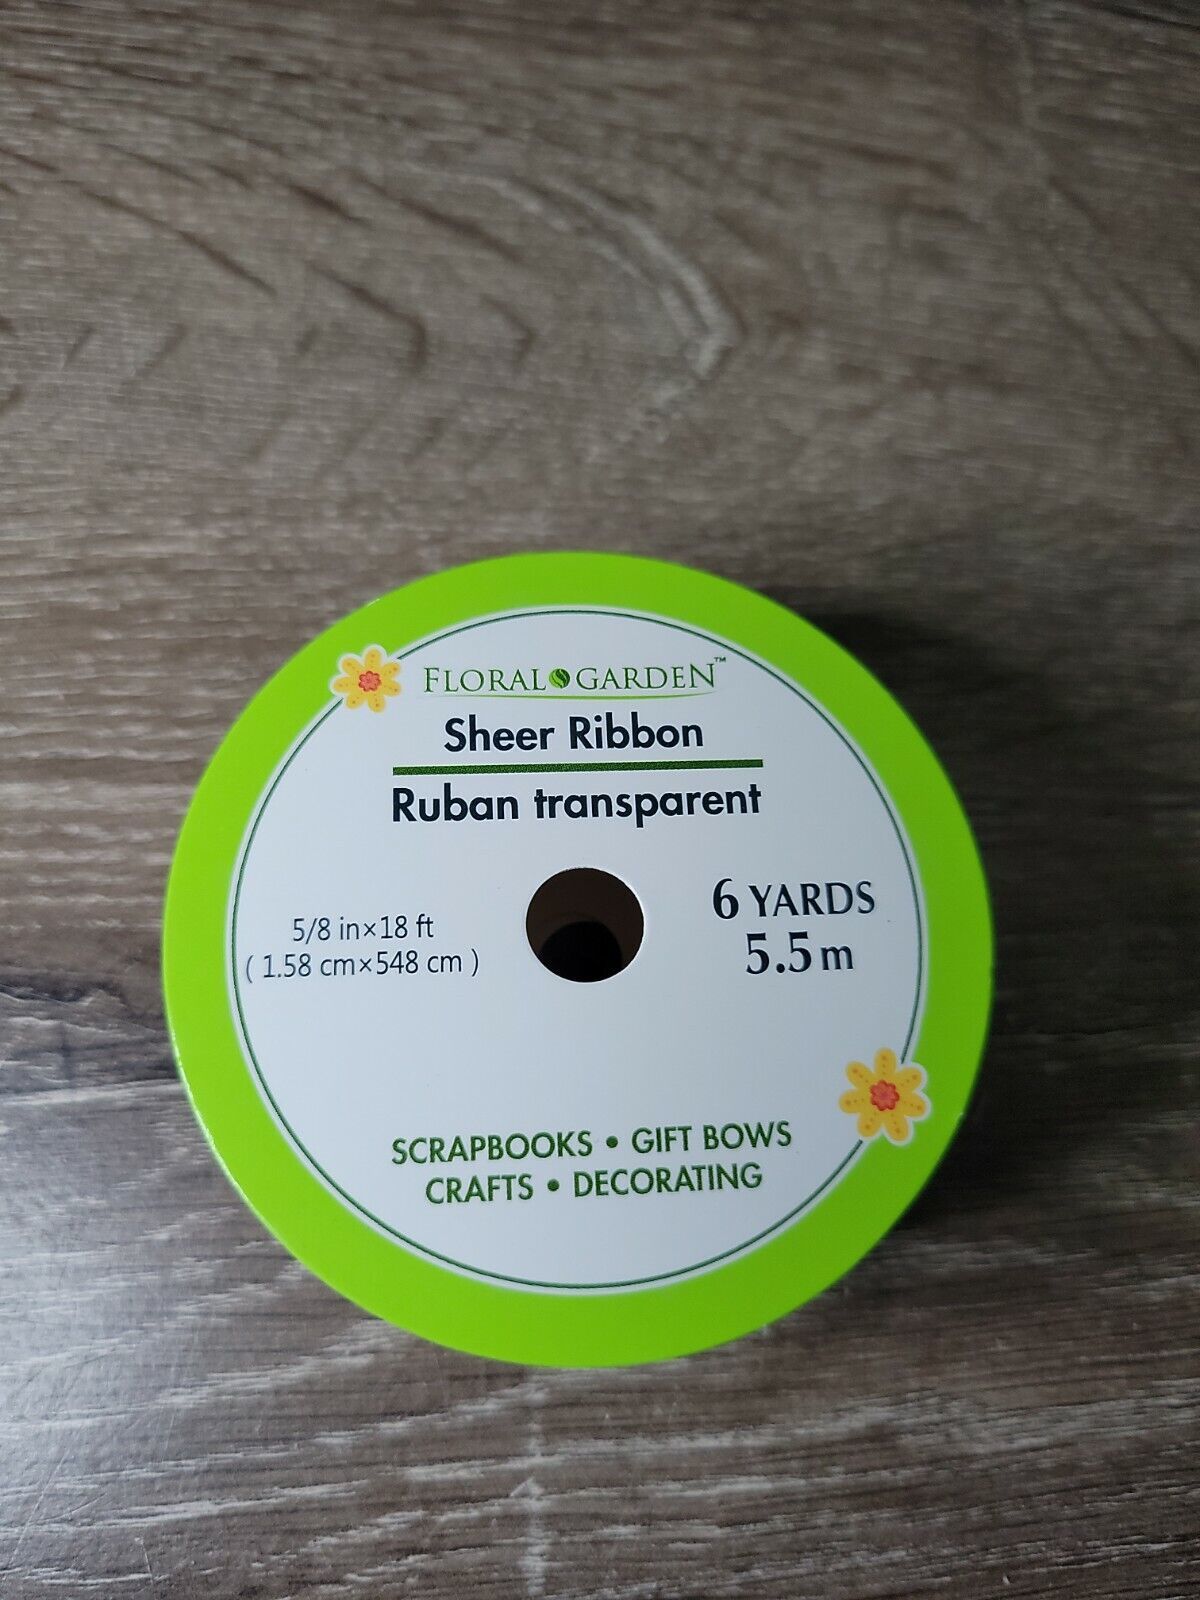 FLORAL GARDEN™
Sheer Ribbon
Ruban transparent
5/8 in×18 ft
( 1.58 cm×548 cm )
6 YARDS
5.5 m
SCRAPBOOKS • GIFT BOWS
CRAFTS • DECORATING